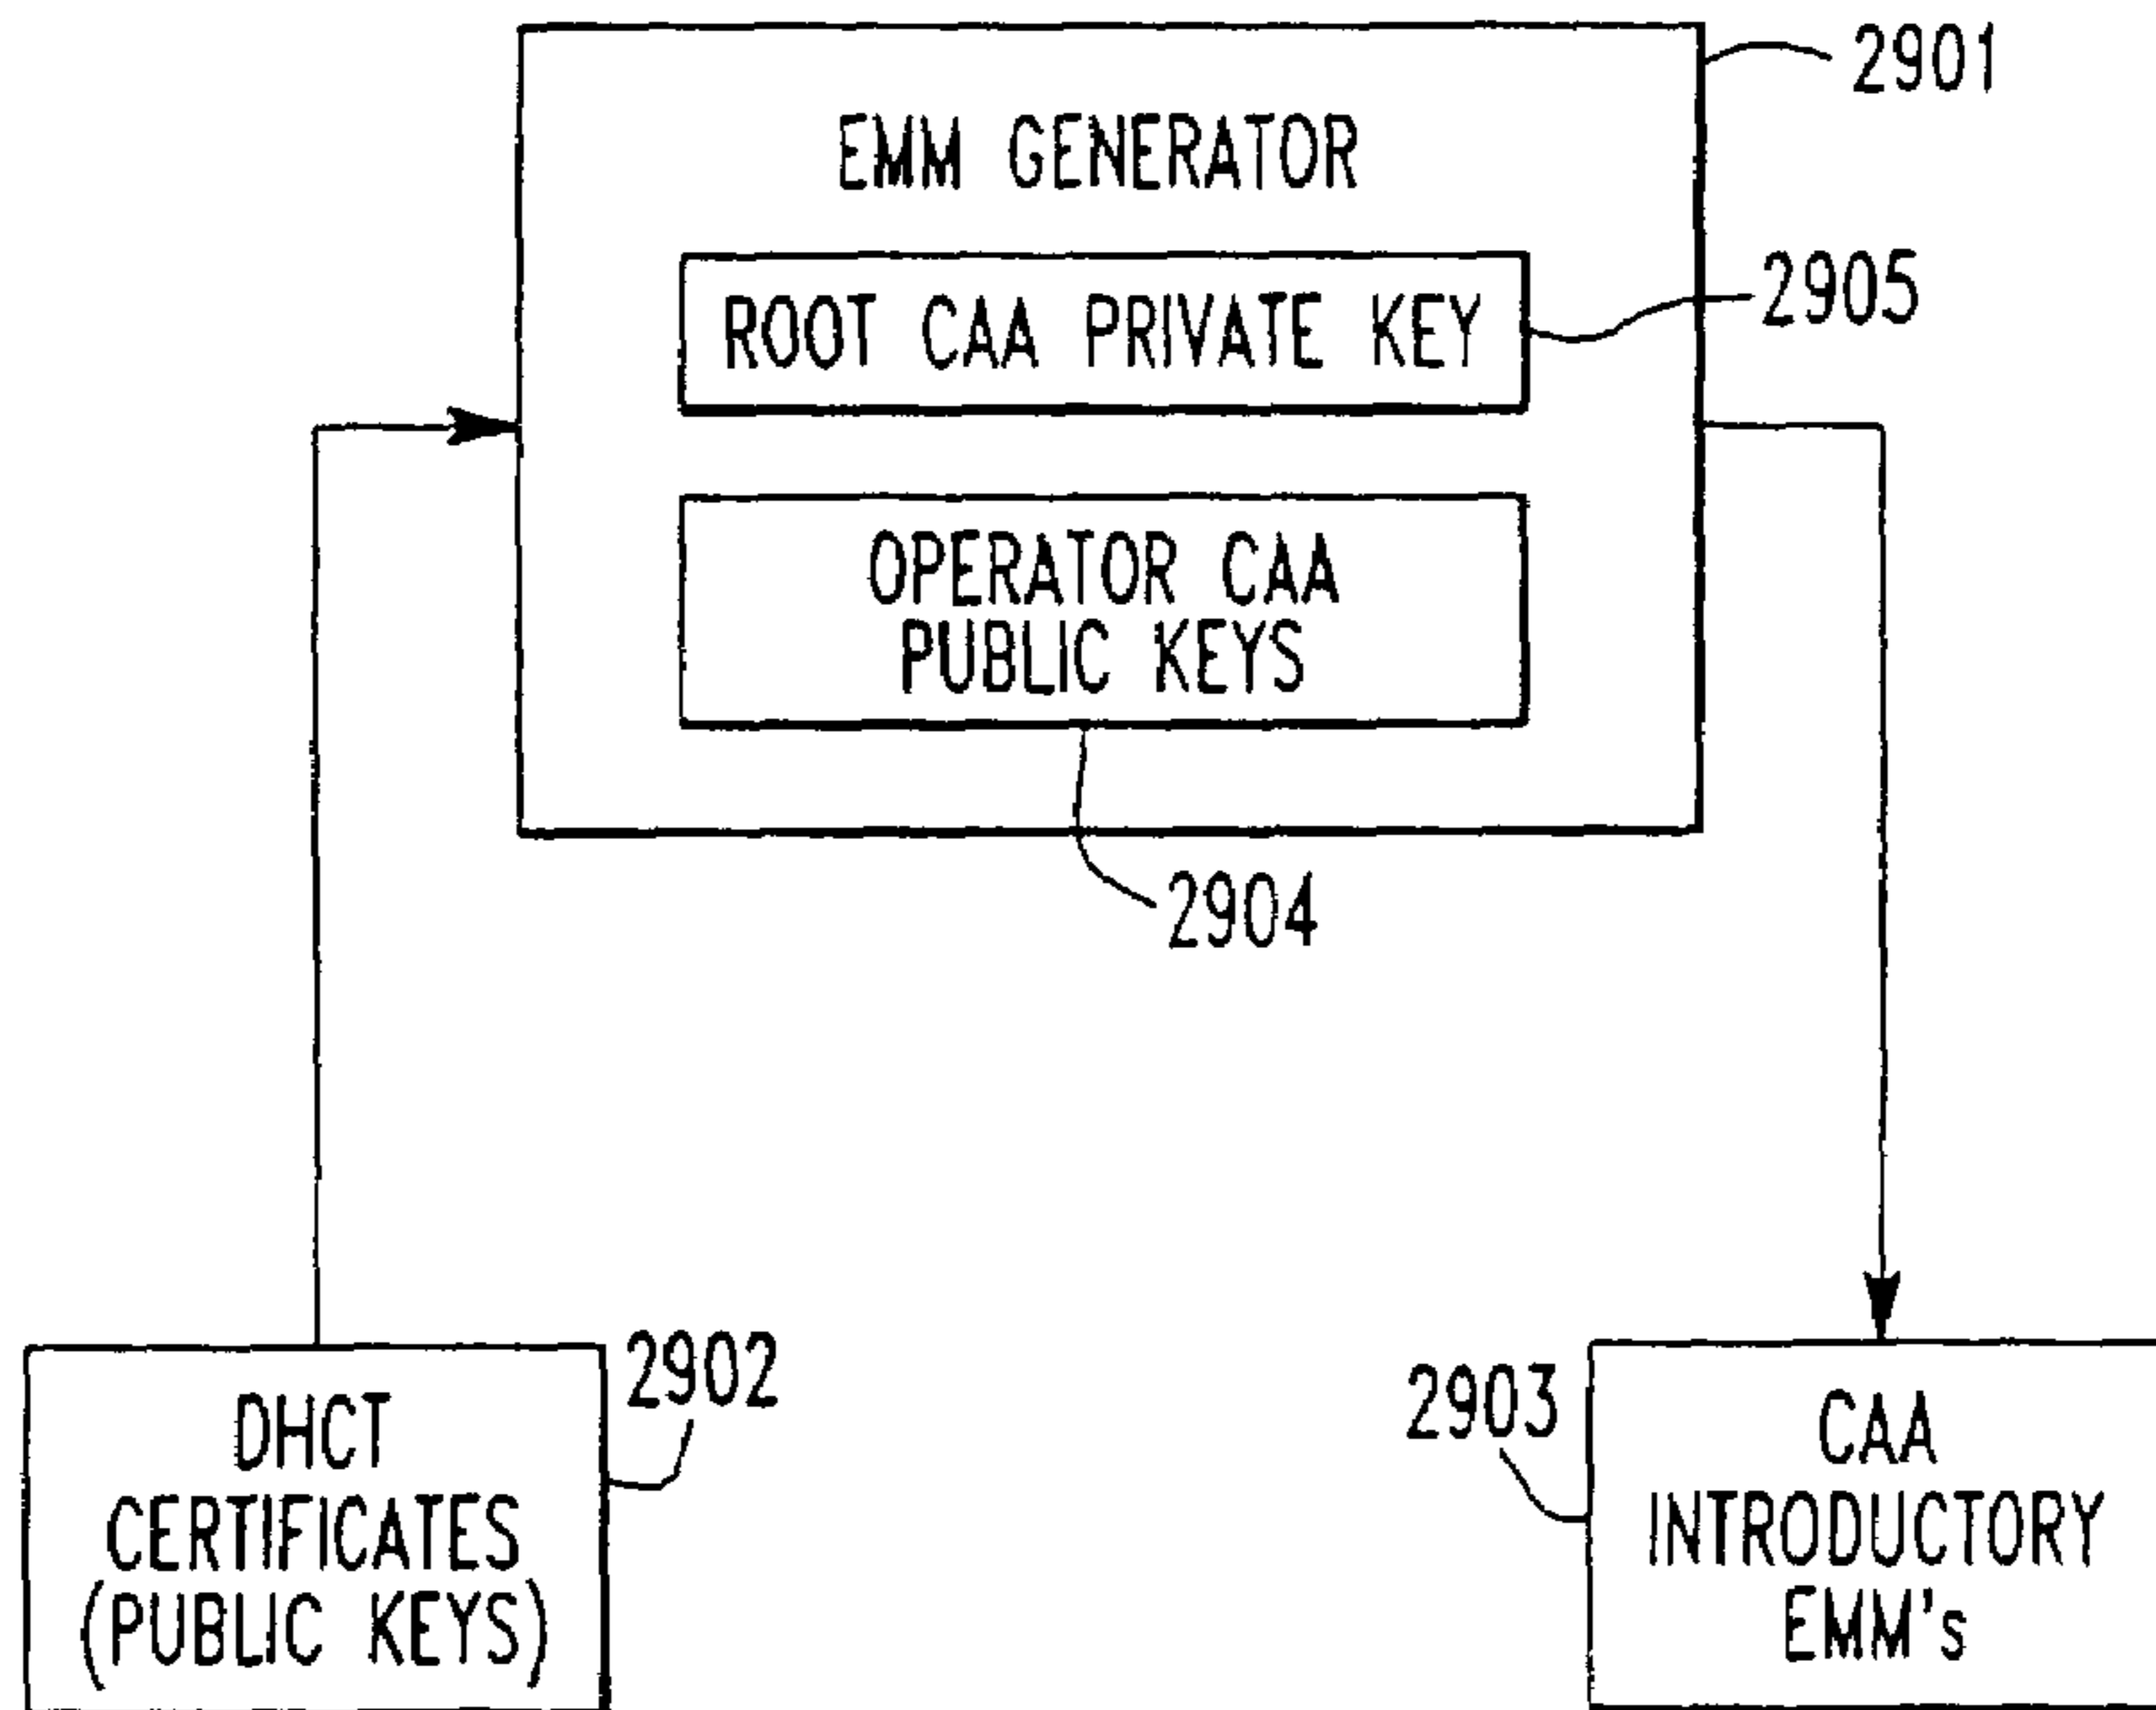 2901
EMM GENERATOR
2905
ROOT CAA PRIVATE KEY
OPERATOR CAA
PUBLIC KEYS
2904
2902
DHCT
CERTIFICATES
(PUBLIC KEYS)
2903
CAA
INTRODUCTORY
EMM's